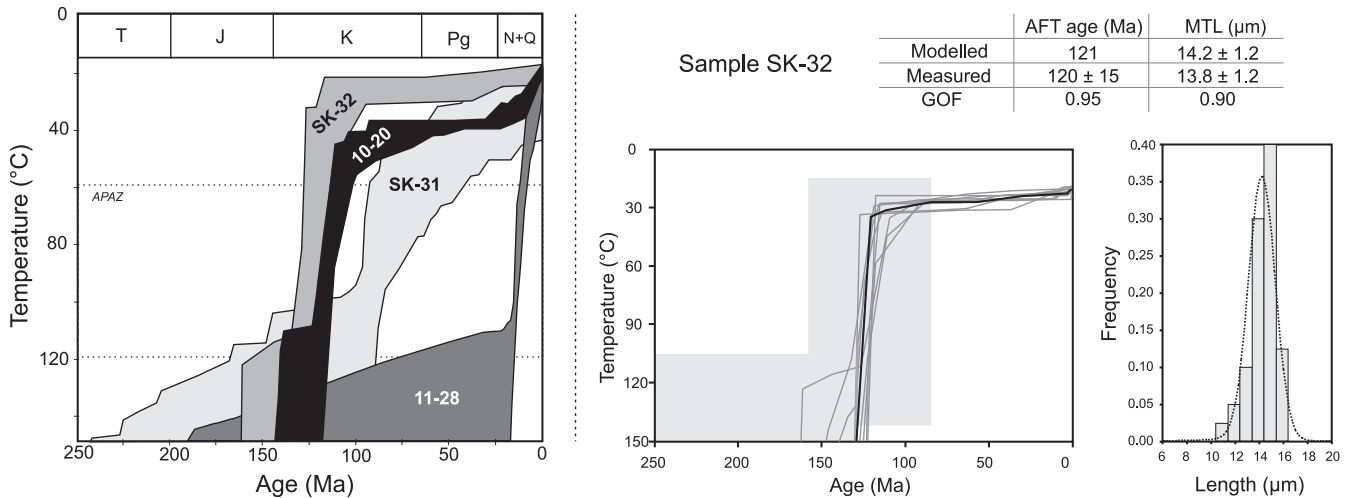 0
T J K Pg N+Q
40
80
120
Temperature (°C)
APAZ
SK-32
10-20
SK-31
11-28
250 200 150 100 50 0
Age (Ma)
Sample SK-32
AFT age (Ma) MTL (µm)
Modelled 121 14.2 ± 1.2
Measured 120 ± 15 13.8 ± 1.2
GOF 0.95 0.90
0
30
60
90
120
150
Temperature (°C)
250 200 150 100 50 0
Age (Ma)
0.40
0.35
0.30
0.25
0.20
0.15
0.10
0.05
0.00
Frequency
6 8 10 12 14 16 18 20
Length (µm)